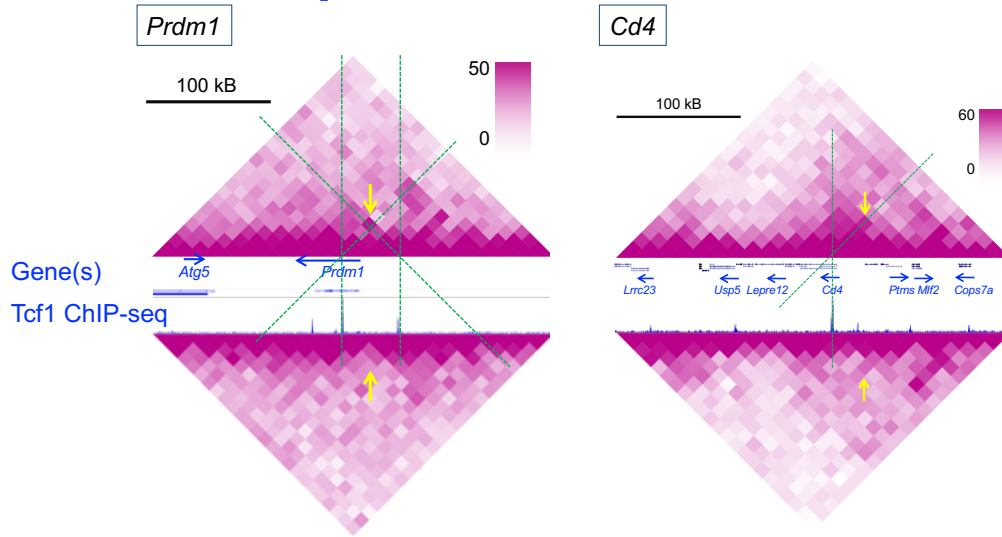 Prdm1
Cd4
50
100 kB
0
60
100 kB
0
Gene(s)
Atg5
Prdm1
Lrrc23
Usp5
Lepre12
Cd4
Ptms
Mlf2
Cops7a
Tcf1 ChIP-seq